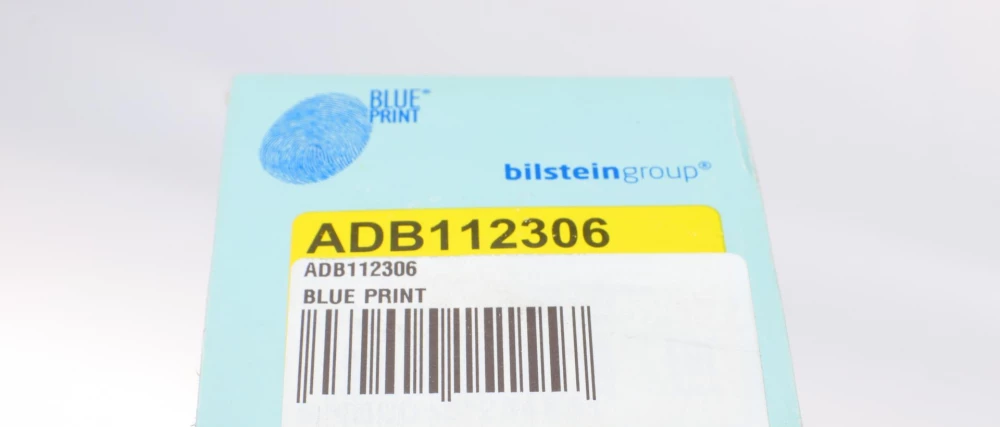 BLUE™
PRINT
bilsteingroup®
ADB112306
ADB112306
BLUE PRINT